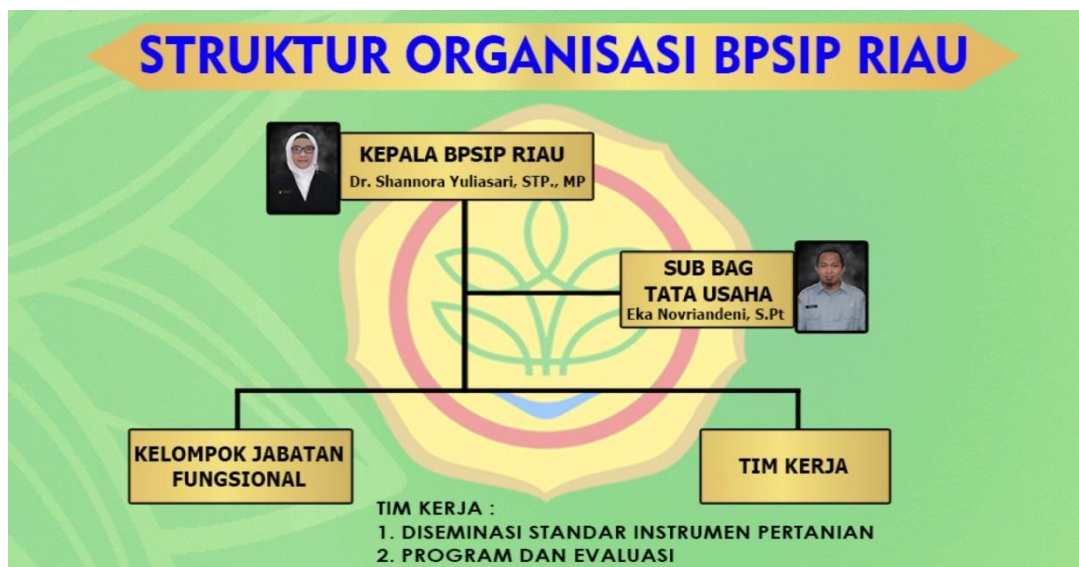 STRUKTUR ORGANISASI BPSIP RIAU
KEPALA BPSIP RIAU
Dr. Shannora Yuliasari, STP., MP
SUB BAG
TATA USAHA
Eka Novriandeni, S.Pt
KELOMPOK JABATAN
FUNGSIONAL
TIM KERJA
TIM KERJA :
1. DISEMINASI STANDAR INSTRUMEN PERTANIAN
2. PROGRAM DAN EVALUASI